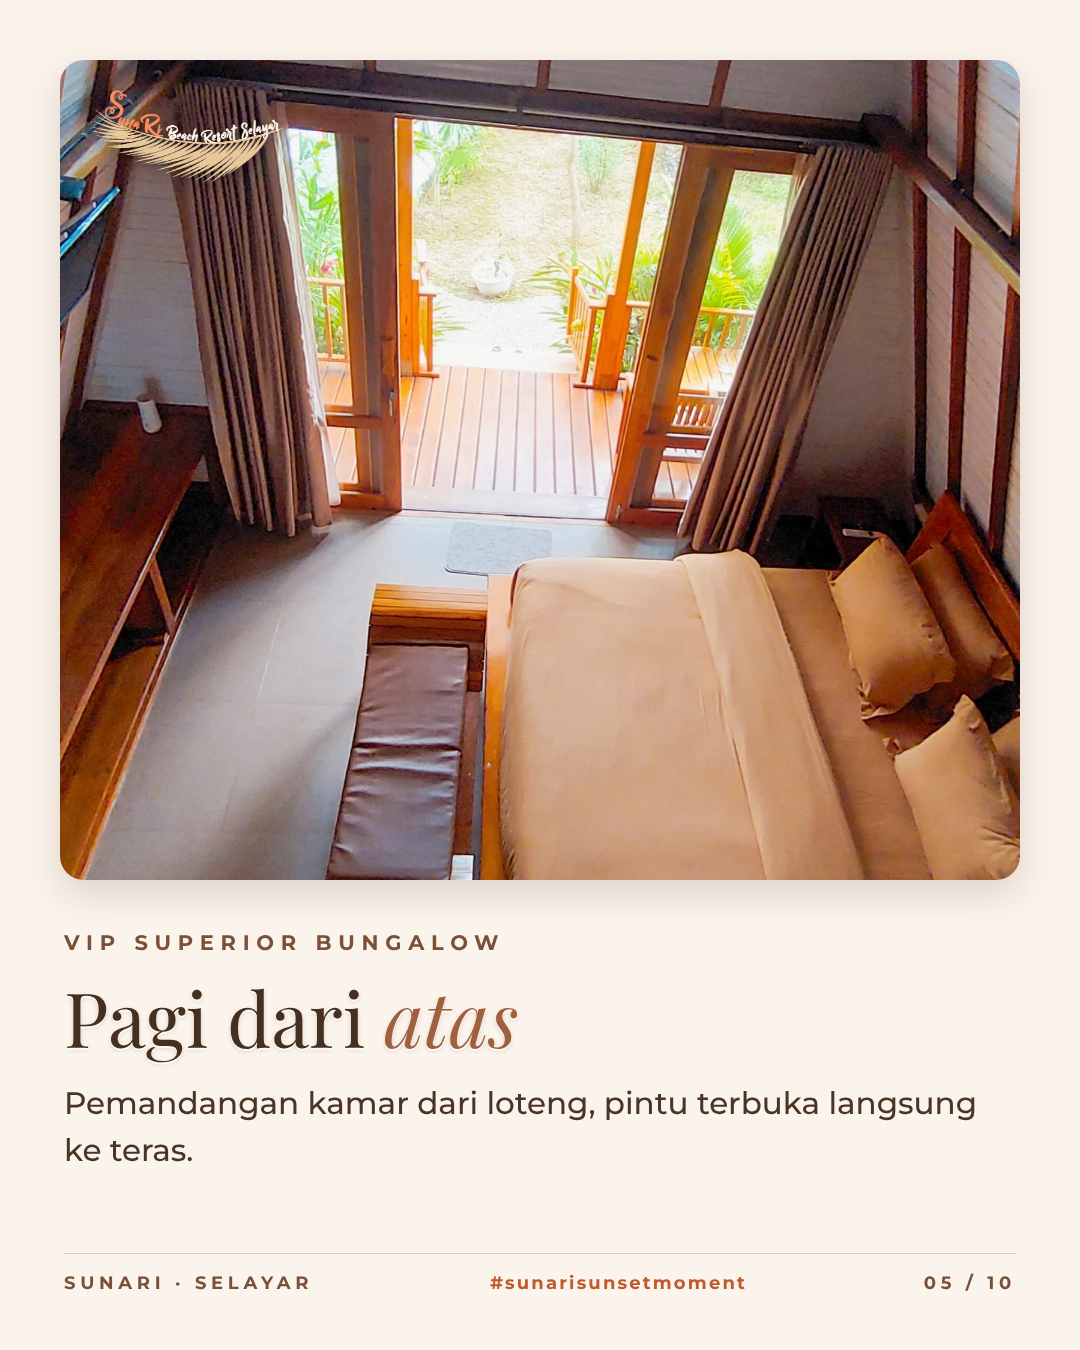 SunaRi Beach Resort Selayar
VIP SUPERIOR BUNGALOW
Pagi dari atas
Pemandangan kamar dari loteng, pintu terbuka langsung
ke teras.
SUNARI · SELAYAR
#sunarisunsetmoment
05 / 10